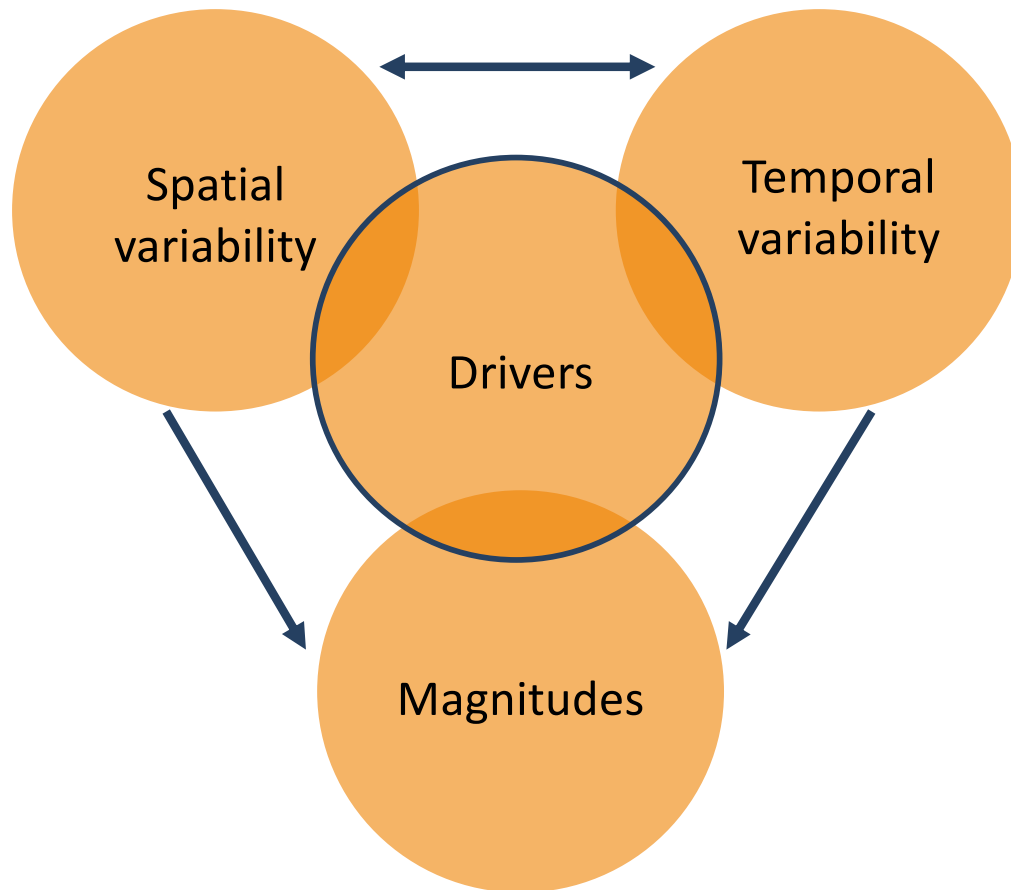 Spatial
variability
Temporal
variability
Drivers
Magnitudes